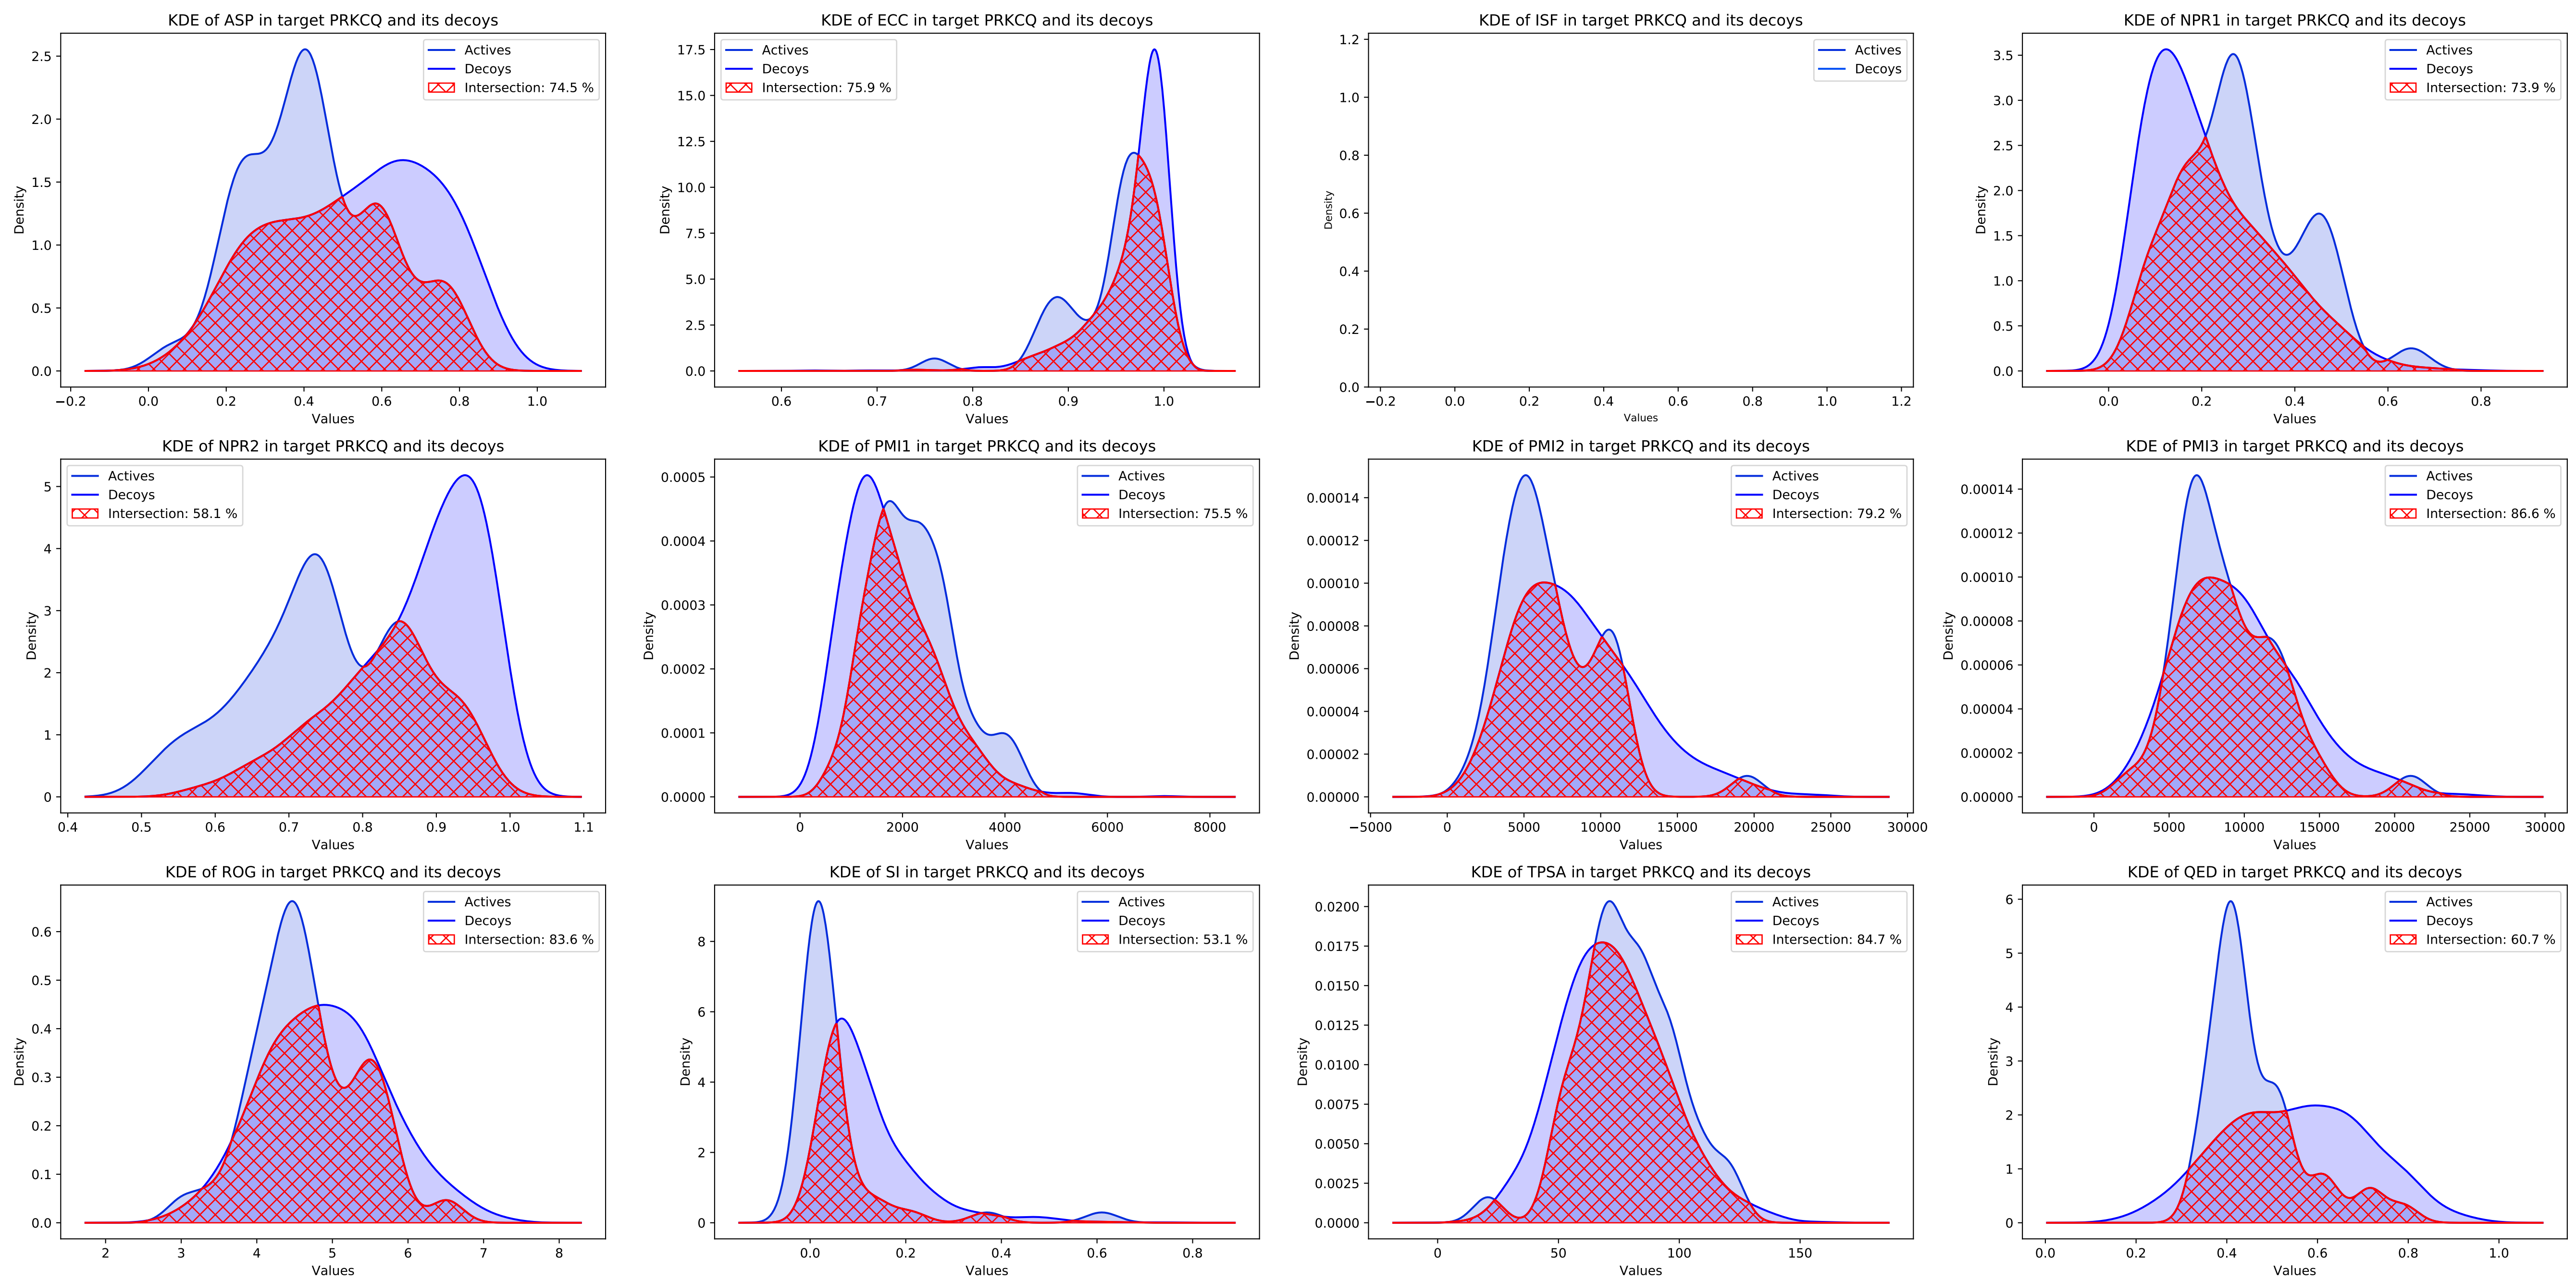 KDE of ASP in target PRKCQ and its decoys
Actives
Decoys
Intersection: 74.5 %
Density
2.5
2.0
1.5
1.0
0.5
0.0
−0.2 0.0 0.2 0.4 0.6 0.8 1.0
Values
KDE of ECC in target PRKCQ and its decoys
Actives
Decoys
Intersection: 75.9 %
Density
17.5
15.0
12.5
10.0
7.5
5.0
2.5
0.0
0.6 0.7 0.8 0.9 1.0
Values
KDE of ISF in target PRKCQ and its decoys
Actives
Decoys
Density
1.2
1.0
0.8
0.6
0.4
0.2
0.0
−0.2 0.0 0.2 0.4 0.6 0.8 1.0 1.2
Values
KDE of NPR1 in target PRKCQ and its decoys
Actives
Decoys
Intersection: 73.9 %
Density
3.5
3.0
2.5
2.0
1.5
1.0
0.5
0.0
0.0 0.2 0.4 0.6 0.8
Values
KDE of NPR2 in target PRKCQ and its decoys
Actives
Decoys
Intersection: 58.1 %
Density
5
4
3
2
1
0
0.4 0.5 0.6 0.7 0.8 0.9 1.0 1.1
Values
KDE of PMI1 in target PRKCQ and its decoys
Actives
Decoys
Intersection: 75.5 %
Density
0.0005
0.0004
0.0003
0.0002
0.0001
0.0000
0 2000 4000 6000 8000
Values
KDE of PMI2 in target PRKCQ and its decoys
Actives
Decoys
Intersection: 79.2 %
Density
0.00014
0.00012
0.00010
0.00008
0.00006
0.00004
0.00002
0.00000
−5000 0 5000 10000 15000 20000 25000 30000
Values
KDE of PMI3 in target PRKCQ and its decoys
Actives
Decoys
Intersection: 86.6 %
Density
0.00014
0.00012
0.00010
0.00008
0.00006
0.00004
0.00002
0.00000
0 5000 10000 15000 20000 25000 30000
Values
KDE of ROG in target PRKCQ and its decoys
Actives
Decoys
Intersection: 83.6 %
Density
0.6
0.5
0.4
0.3
0.2
0.1
0.0
2 3 4 5 6 7 8
Values
KDE of SI in target PRKCQ and its decoys
Actives
Decoys
Intersection: 53.1 %
Density
8
6
4
2
0
0.0 0.2 0.4 0.6 0.8
Values
KDE of TPSA in target PRKCQ and its decoys
Actives
Decoys
Intersection: 84.7 %
Density
0.0200
0.0175
0.0150
0.0125
0.0100
0.0075
0.0050
0.0025
0.0000
0 50 100 150
Values
KDE of QED in target PRKCQ and its decoys
Actives
Decoys
Intersection: 60.7 %
Density
6
5
4
3
2
1
0
0.0 0.2 0.4 0.6 0.8 1.0
Values